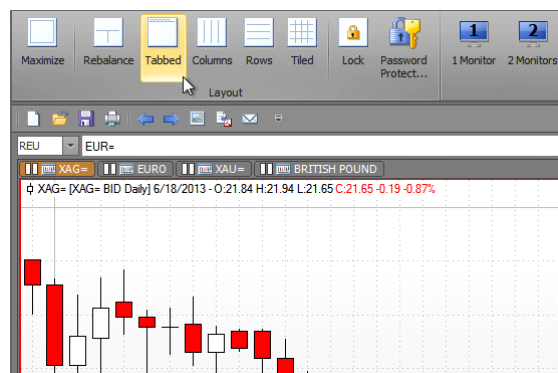 Maximize Rebalance Tabbed Columns Rows Tiled Lock Password Protect... 1 1 Monitor 2 2 Monitors
Layout
REU EUR=
XAG= EURO XAU= BRITISH POUND
XAG= [XAG= BID Daily] 6/18/2013 - O:21.84 H:21.94 L:21.65 C:21.65 -0.19 -0.87%